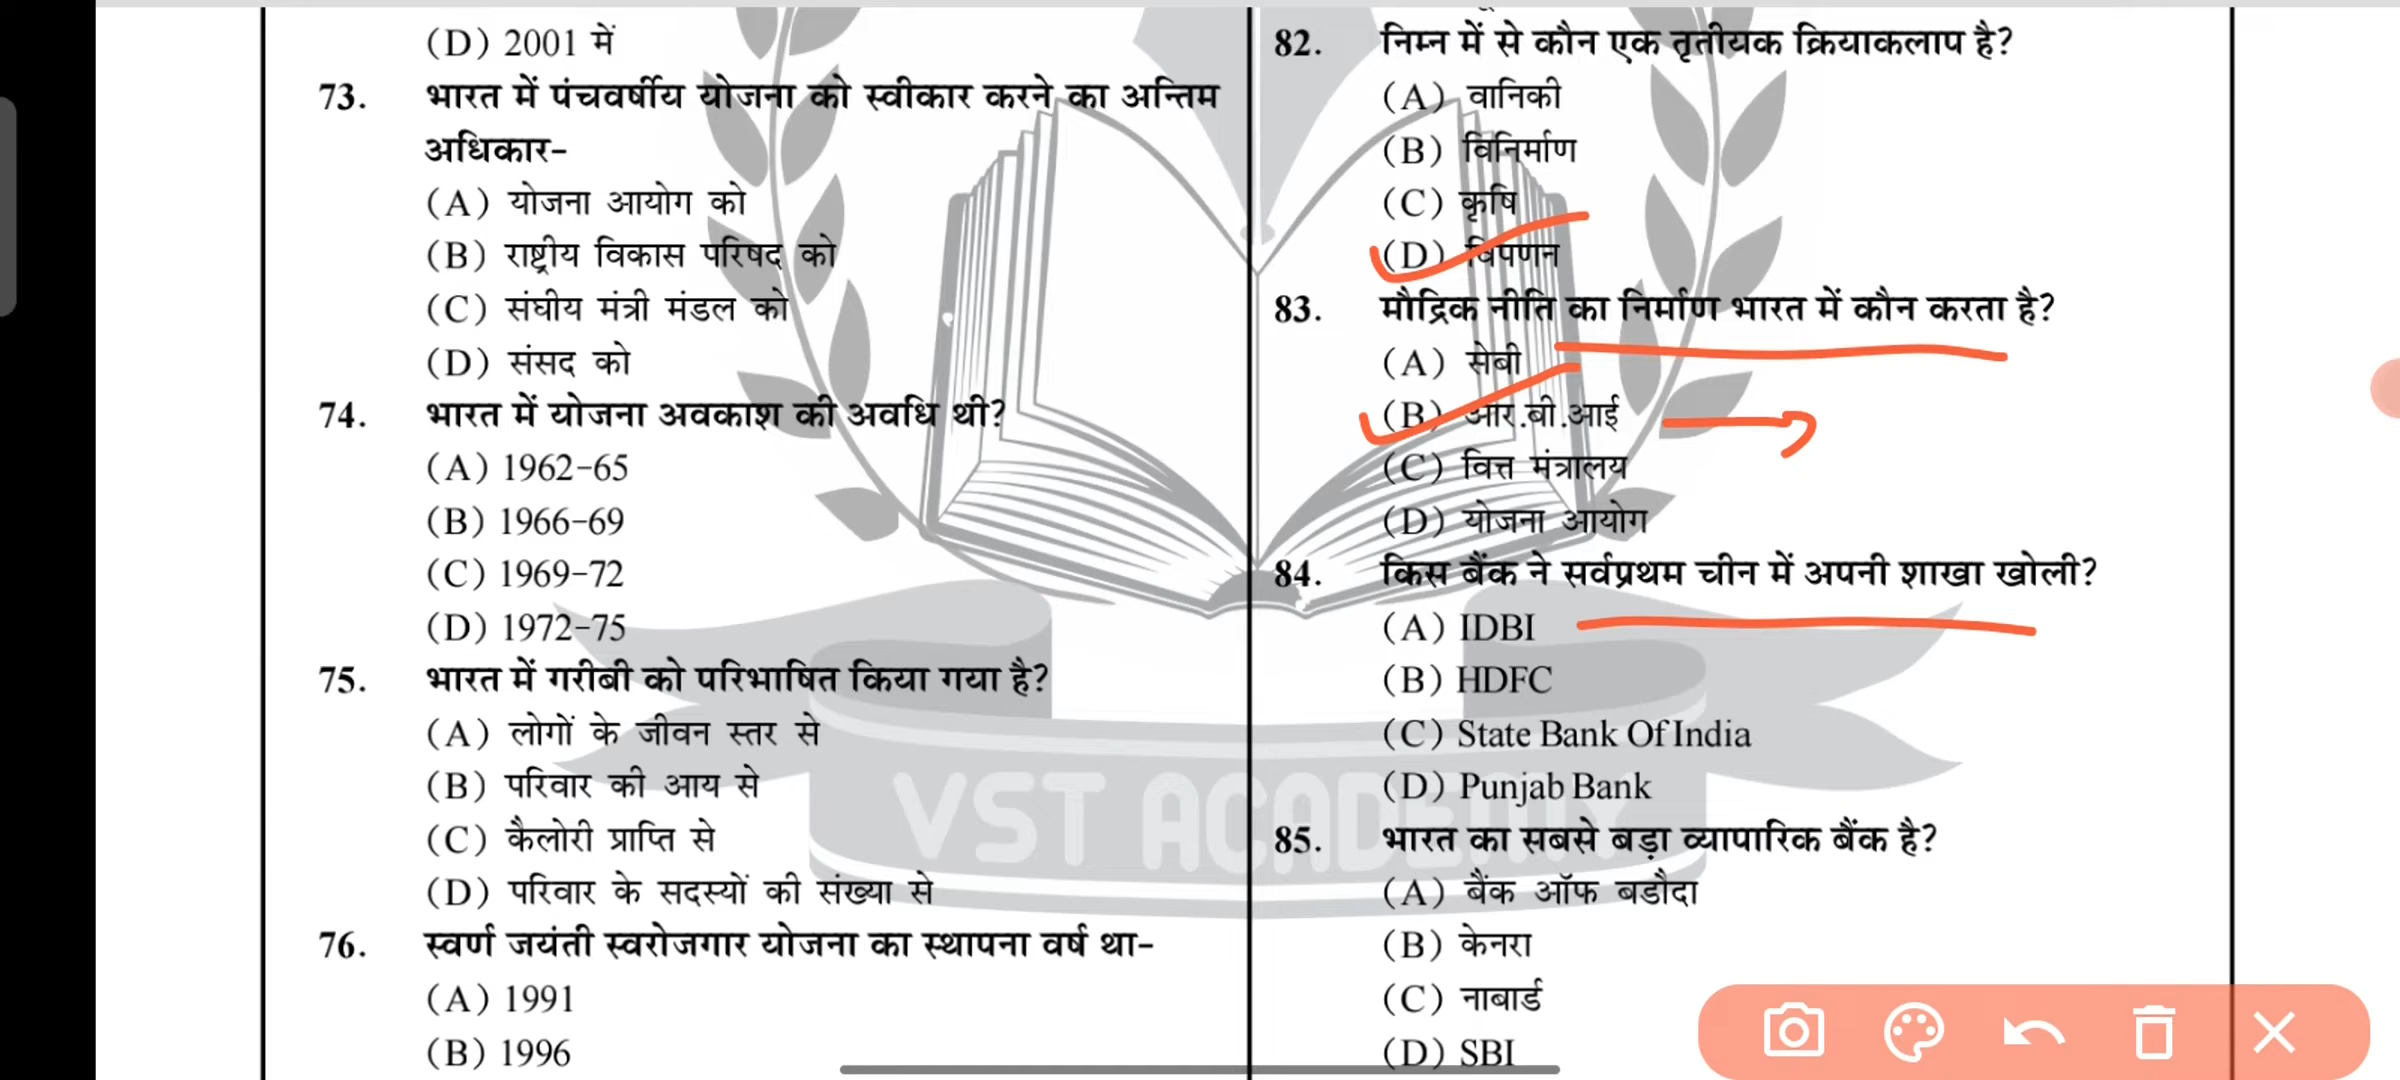 (D) 2001 में
73. भारत में पंचवर्षीय योजना को स्वीकार करने का अन्तिम
अधिकार-
(A) योजना आयोग को
(B) राष्ट्रीय विकास परिषद् को
(C) संघीय मंत्री मंडल को
(D) संसद को
74. भारत में योजना अवकाश की अवधि थी?
(A) 1962-65
(B) 1966-69
(C) 1969-72
(D) 1972-75
75. भारत में गरीबी को परिभाषित किया गया है?
(A) लोगों के जीवन स्तर से
(B) परिवार की आय से
(C) कैलोरी प्राप्ति से
(D) परिवार के सदस्यों की संख्या से
76. स्वर्ण जयंती स्वरोजगार योजना का स्थापना वर्ष था-
(A) 1991
(B) 1996
82. निम्न में से कौन एक तृतीयक क्रियाकलाप है?
(A) वानिकी
(B) विनिर्माण
(C) कृषि
(D) विपणन
83. मौद्रिक नीति का निर्माण भारत में कौन करता है?
(A) सेबी
(B) आर.बी.आई
(C) वित्त मंत्रालय
(D) योजना आयोग
84. किस बैंक ने सर्वप्रथम चीन में अपनी शाखा खोली?
(A) IDBI
(B) HDFC
(C) State Bank Of India
(D) Punjab Bank
85. भारत का सबसे बड़ा व्यापारिक बैंक है?
(A) बैंक ऑफ बडौदा
(B) केनरा
(C) नाबार्ड
(D) SBI
VST ACADEMY